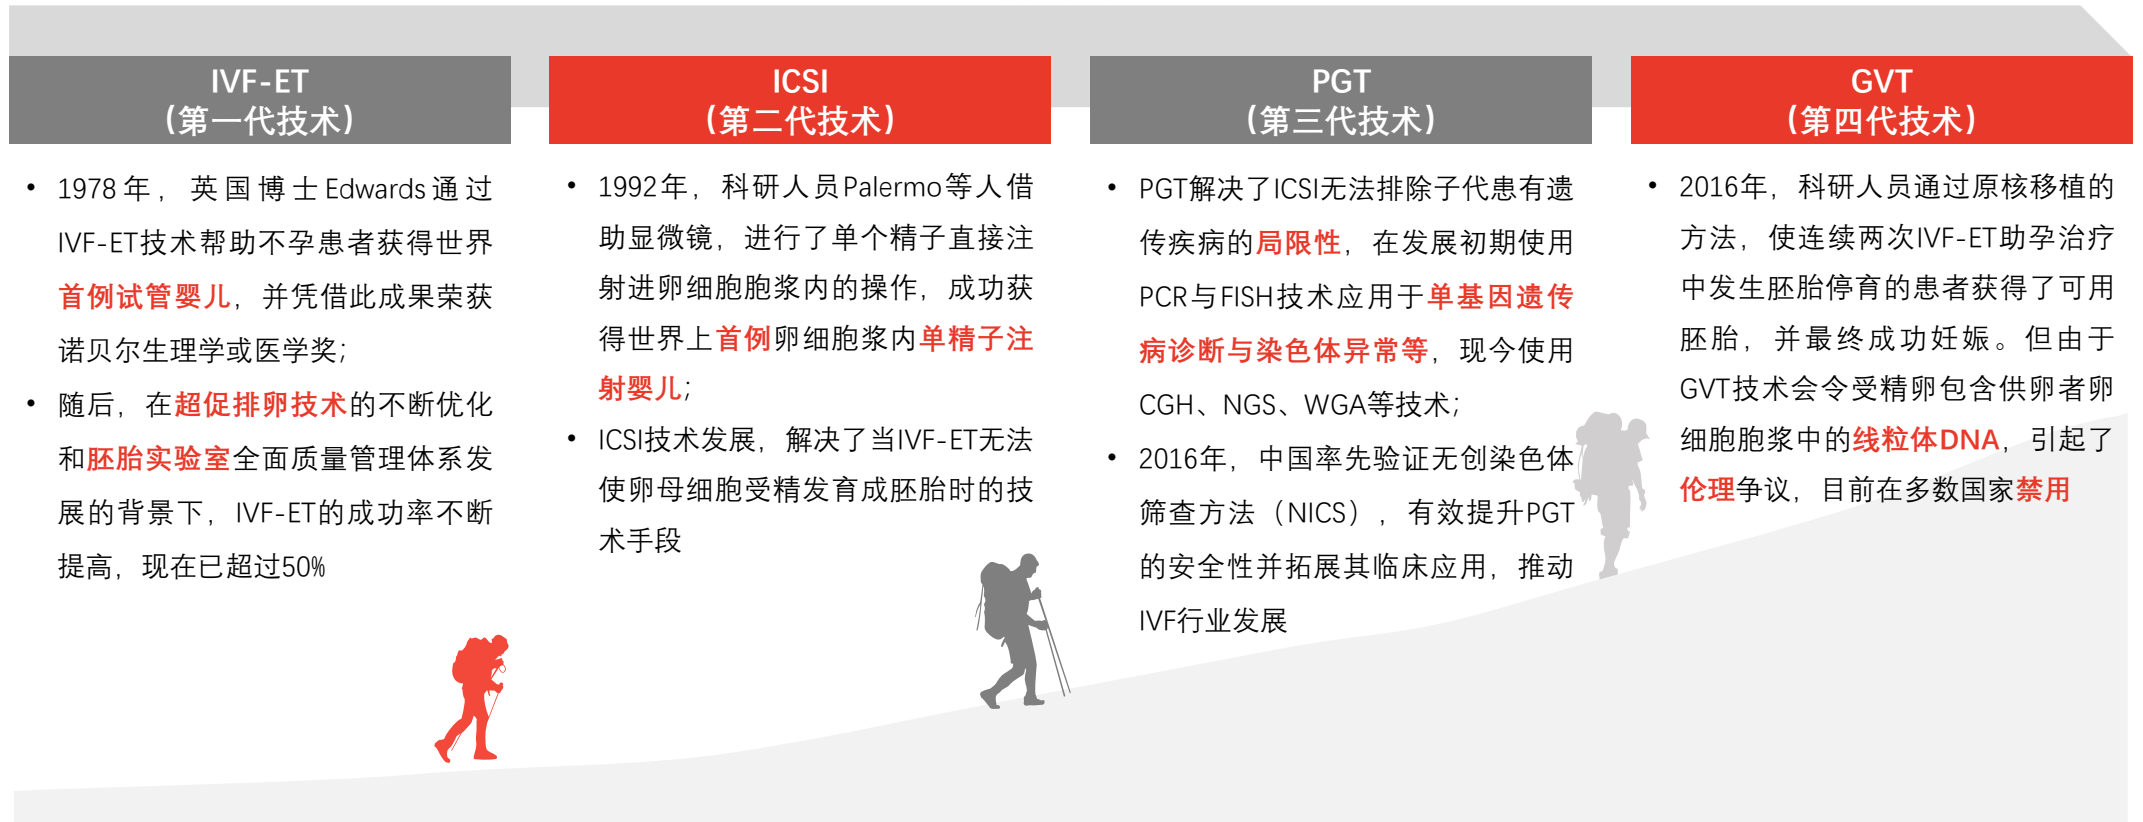 IVF-ET
（第一代技术）
• 1978年，英国博士Edwards通过
IVF-ET技术帮助不孕患者获得世界
首例试管婴儿，并凭借此成果荣获
诺贝尔生理学或医学奖；
• 随后，在超促排卵技术的不断优化
和胚胎实验室全面质量管理体系发
展的背景下，IVF-ET的成功率不断
提高，现在已超过50%
ICSI
（第二代技术）
• 1992年，科研人员Palermo等人借
助显微镜，进行了单个精子直接注
射进卵细胞胞浆内的操作，成功获
得世界上首例卵细胞浆内单精子注
射婴儿；
• ICSI技术发展，解决了当IVF-ET无法
使卵母细胞受精发育成胚胎时的技
术手段
PGT
（第三代技术）
• PGT解决了ICSI无法排除子代患有遗
传疾病的局限性，在发展初期使用
PCR与FISH技术应用于单基因遗传
病诊断与染色体异常等，现今使用
CGH、NGS、WGA等技术；
• 2016年，中国率先验证无创染色体
筛查方法（NICS），有效提升PGT
的安全性并拓展其临床应用，推动
IVF行业发展
GVT
（第四代技术）
• 2016年，科研人员通过原核移植的
方法，使连续两次IVF-ET助孕治疗
中发生胚胎停育的患者获得了可用
胚胎，并最终成功妊娠。但由于
GVT技术会令受精卵包含供卵者卵
细胞胞浆中的线粒体DNA，引起了
伦理争议，目前在多数国家禁用